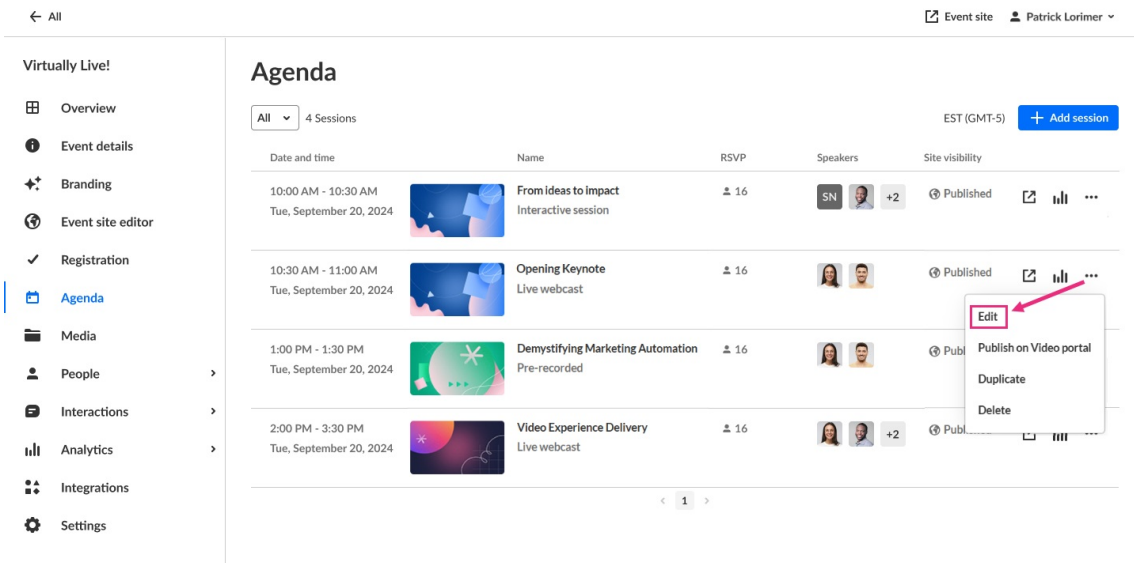 All
Event site
Patrick Lorimer
Virtually Live!
Overview
Event details
Branding
Event site editor
Registration
Agenda
Media
People
Interactions
Analytics
Integrations
Settings
Agenda
All
4 Sessions
EST (GMT-5)
Add session
Date and time
Name
RSVP
Speakers
Site visibility
10:00 AM - 10:30 AM
Tue, September 20, 2024
From ideas to impact
Interactive session
16
SN
+2
Published
10:30 AM - 11:00 AM
Tue, September 20, 2024
Opening Keynote
Live webcast
16
Published
Edit
Publish on Video portal
Duplicate
Delete
1:00 PM - 1:30 PM
Tue, September 20, 2024
Demystifying Marketing Automation
Pre-recorded
16
Publ
2:00 PM - 3:30 PM
Tue, September 20, 2024
Video Experience Delivery
Live webcast
16
+2
Pub
< 1 >